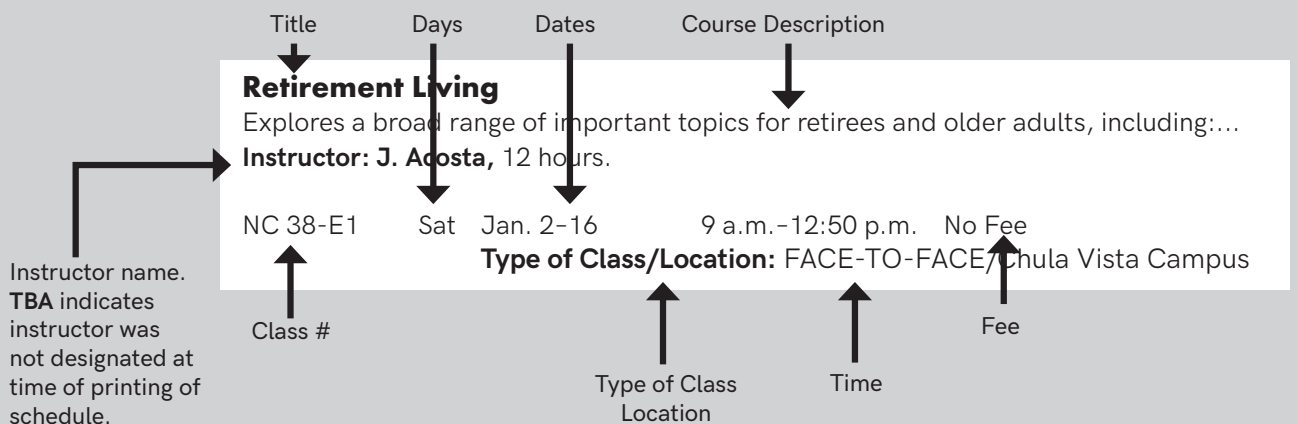 Title Days Dates Course Description
Retirement Living
Explores a broad range of important topics for retirees and older adults, including:...
Instructor: J. Acosta, 12 hours.
NC 38-E1 Sat Jan. 2–16 9 a.m.–12:50 p.m. No Fee
Type of Class/Location: FACE-TO-FACE/Chula Vista Campus
Instructor name.
TBA indicates
instructor was
not designated at
time of printing of
schedule.
Class #
Type of Class
Location
Time
Fee